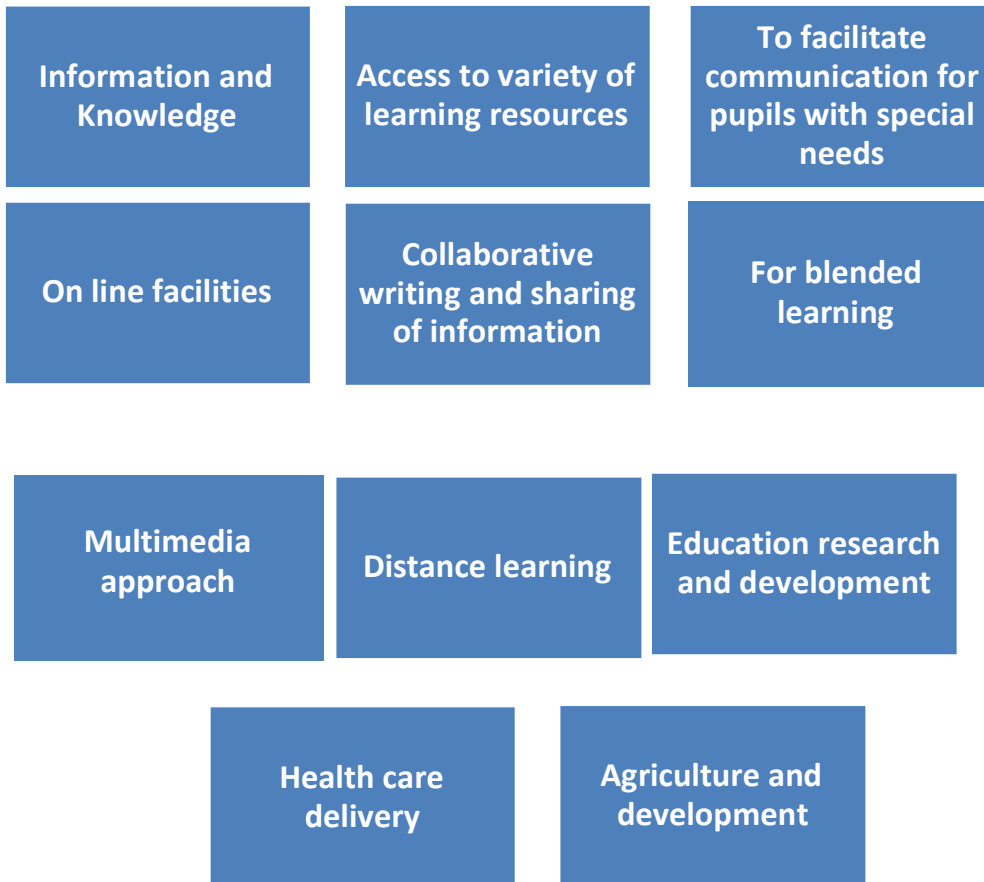 Information and
Knowledge
Access to variety of
learning resources
To facilitate
communication for
pupils with special
needs
On line facilities
Collaborative
writing and sharing
of information
For blended
learning
Multimedia
approach
Distance learning
Education research
and development
Health care
delivery
Agriculture and
development